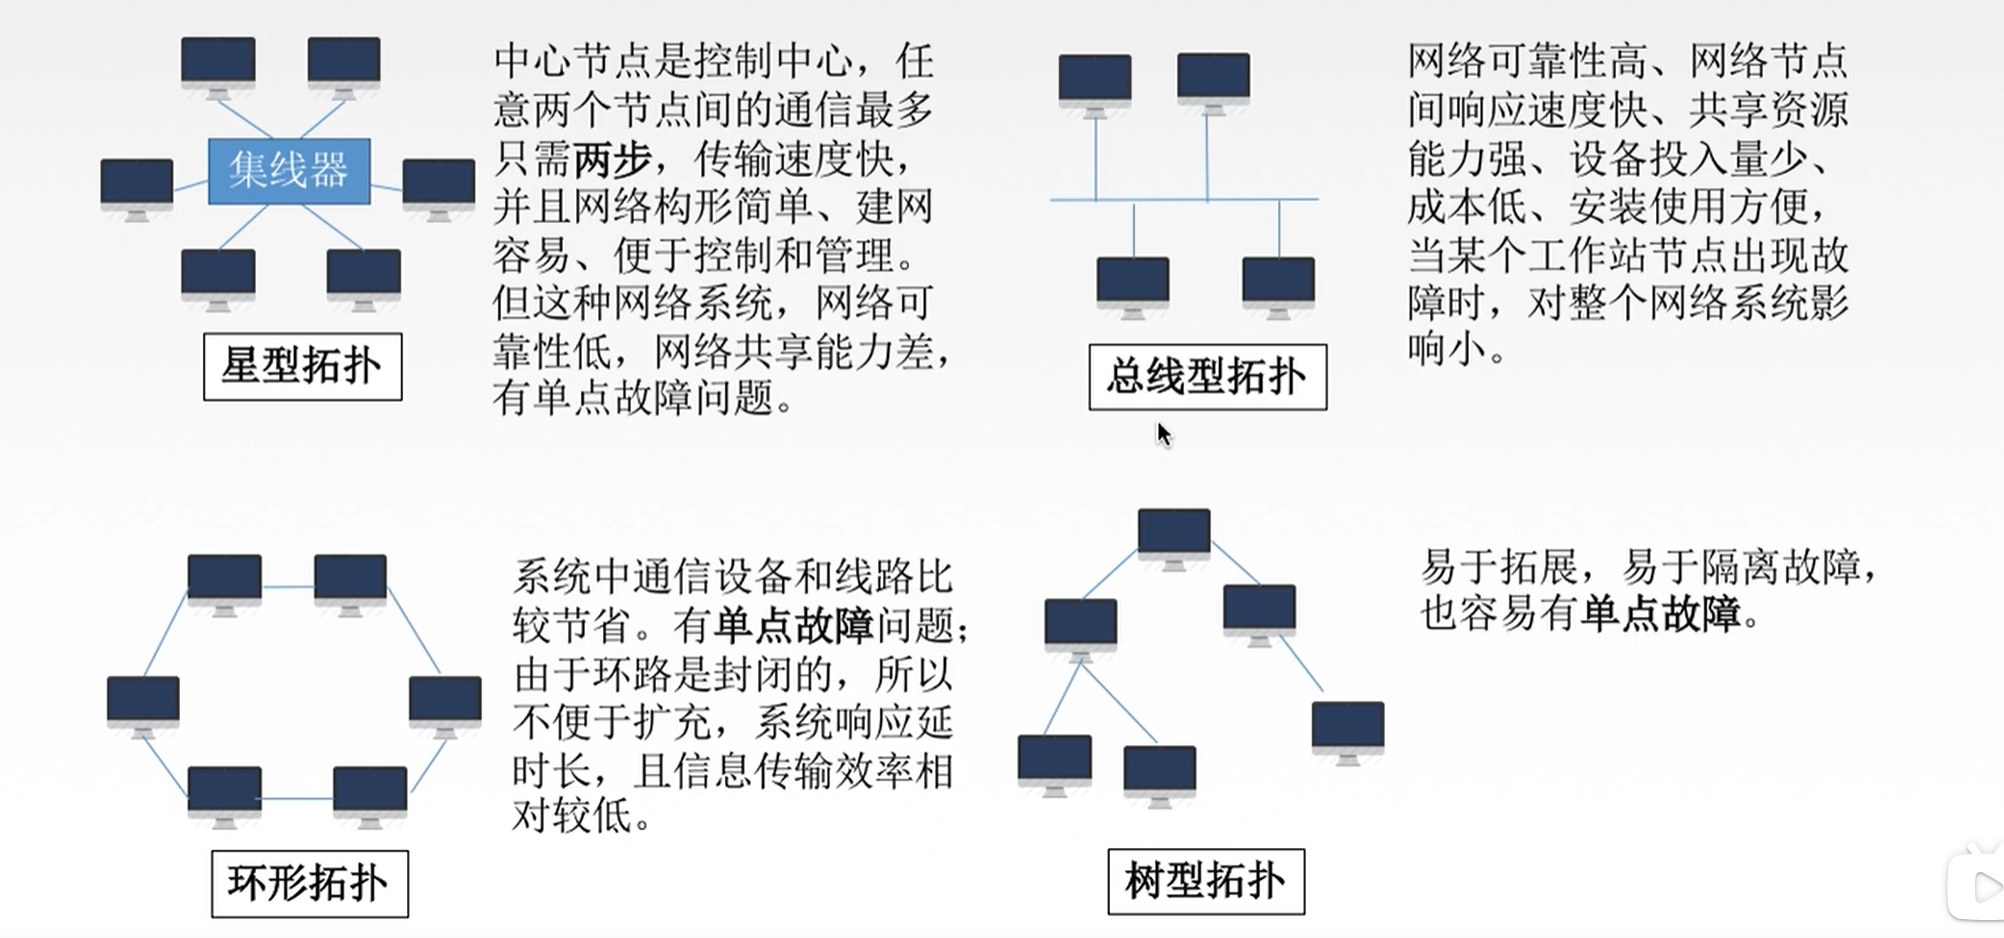 集线器
星型拓扑
中心节点是控制中心，任
意两个节点间的通信最多
只需两步，传输速度快，
并且网络构形简单、建网
容易、便于控制和管理。
但这种网络系统，网络可
靠性低，网络共享能力差，
有单点故障问题。
总线型拓扑
网络可靠性高、网络节点
间响应速度快、共享资源
能力强、设备投入量少、
成本低、安装使用方便，
当某个工作站节点出现故
障时，对整个网络系统影
响小。
环形拓扑
系统中通信设备和线路比
较节省。有单点故障问题；
由于环路是封闭的，所以
不便于扩充，系统响应延
时长，且信息传输效率相
对较低。
树型拓扑
易于拓展，易于隔离故障，
也容易有单点故障。